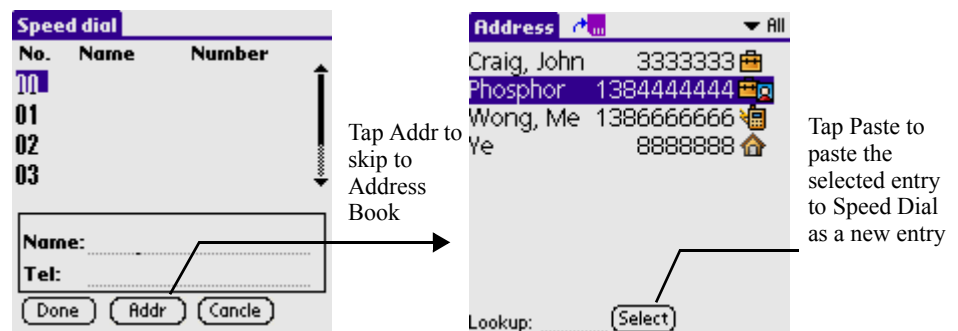 Speed dial
No. Name Number
00
01
02
03
Name:
Tel:
Done Addr Cancle
Tap Addr to
skip to
Address
Book
Address All
Craig, John 3333333
Phosphor 1384444444
Wong, Me 1386666666
Ye 8888888
Lookup: Select
Tap Paste to
paste the
selected entry
to Speed Dial
as a new entry